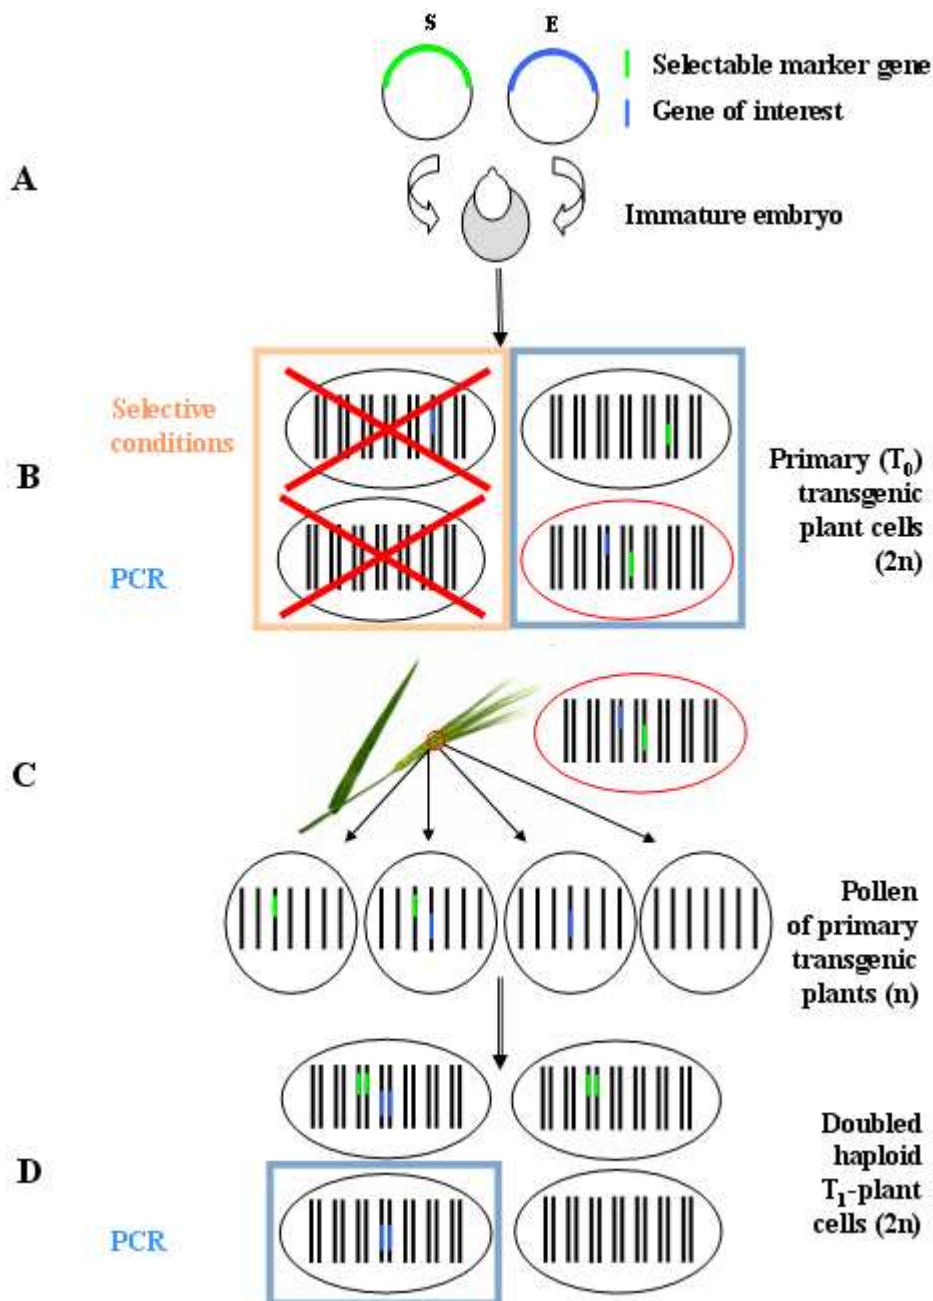 S E
Selectable marker gene
Gene of interest
A
Immature embryo
Selective
conditions
B
PCR
Primary (T₀)
transgenic
plant cells
(2n)
C
Pollen
of primary
transgenic
plants (n)
D
PCR
Doubled
haploid
T₁-plant
cells (2n)